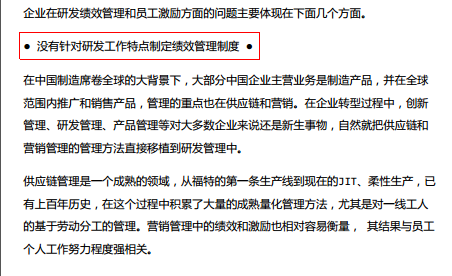 企业在研发绩效管理和员工激励方面的问题主要体现在下面几个方面。
● 没有针对研发工作特点制定绩效管理制度 ●
在中国制造席卷全球的大背景下，大部分中国企业主营业务是制造产品，并在全球
范围内推广和销售产品，管理的重点也在供应链和营销。在企业转型过程中，创新
管理、研发管理、产品管理等对大多数企业来说还是新生事物，自然就把供应链和
营销管理的管理方法直接移植到研发管理中。
供应链管理是一个成熟的领域，从福特的第一条生产线到现在的JIT、柔性生产，已
有上百年历史，在这个过程中积累了大量的成熟量化管理方法，尤其是对一线工人
的基于劳动分工的管理。营销管理中的绩效和激励也相对容易衡量， 其结果与员工
个人工作努力程度强相关。